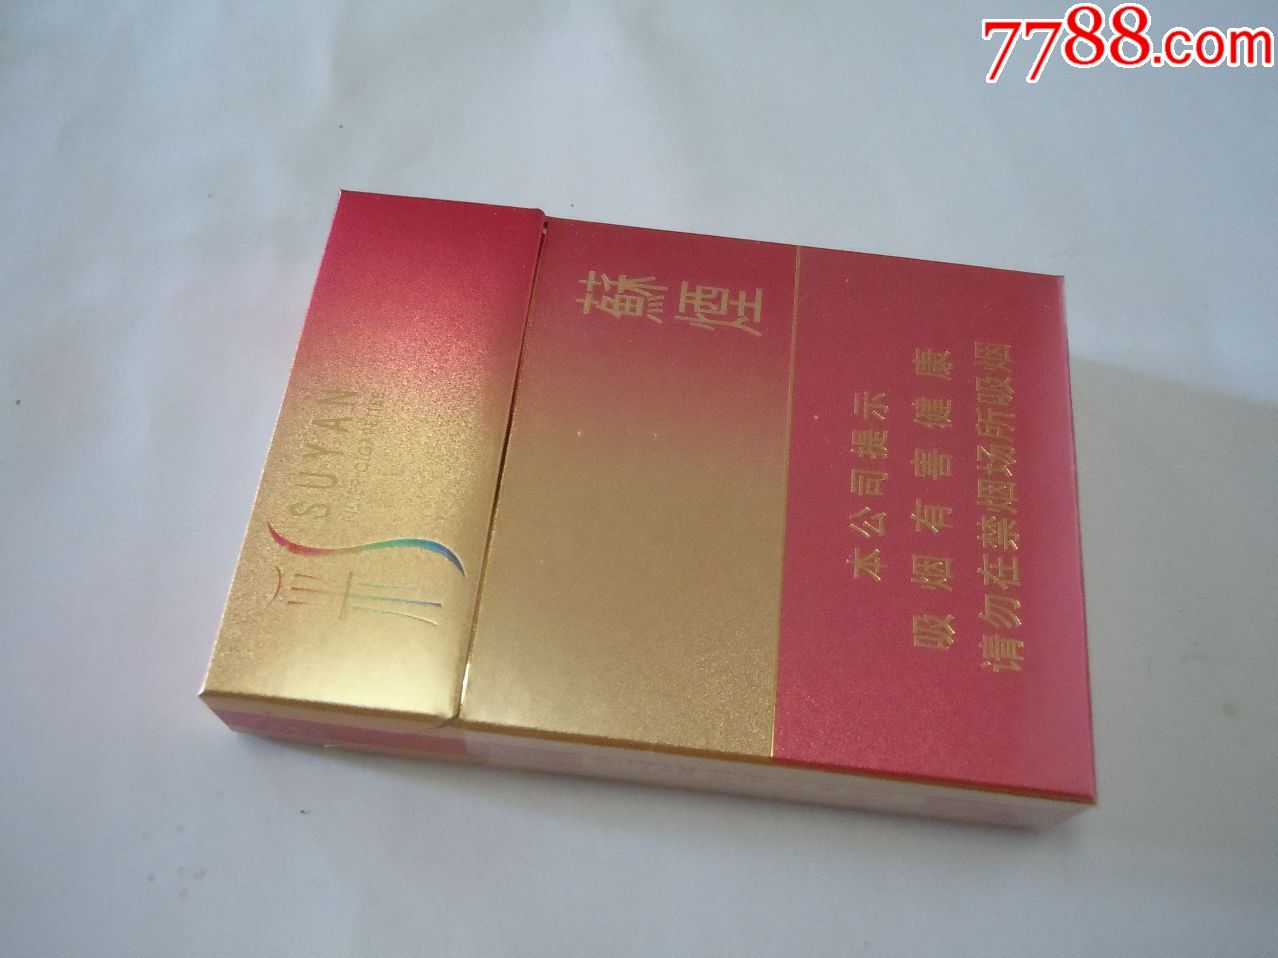 7788.com
SUYAN
蘇煙
本公司提示
吸烟有害健康
请勿在禁烟场所吸烟